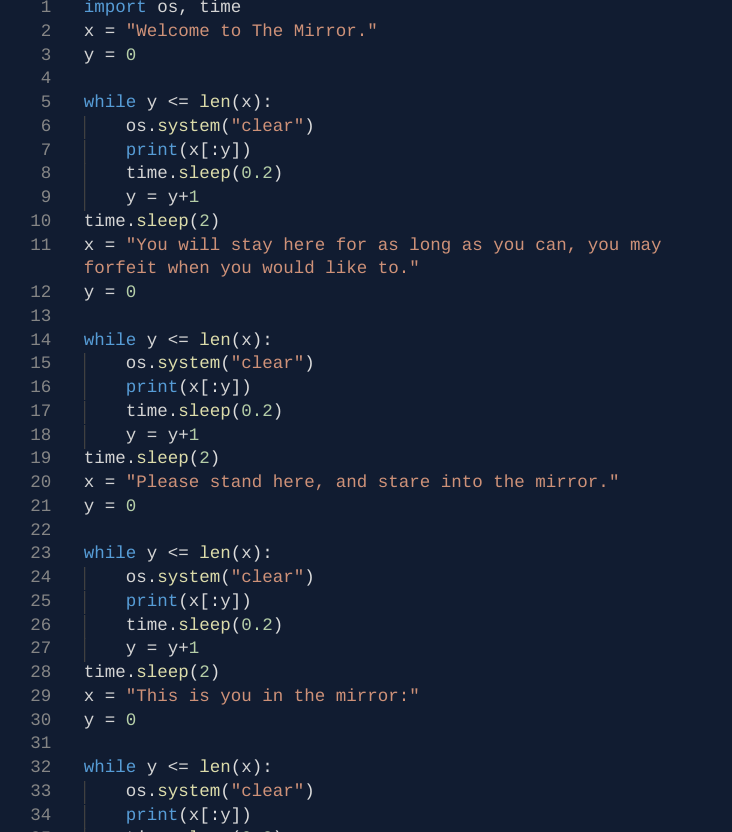 1 import os, time
2 x = "Welcome to The Mirror."
3 y = 0
4
5 while y <= len(x):
6     os.system("clear")
7     print(x[:y])
8     time.sleep(0.2)
9     y = y+1
10 time.sleep(2)
11 x = "You will stay here for as long as you can, you may
forfeit when you would like to."
12 y = 0
13
14 while y <= len(x):
15     os.system("clear")
16     print(x[:y])
17     time.sleep(0.2)
18     y = y+1
19 time.sleep(2)
20 x = "Please stand here, and stare into the mirror."
21 y = 0
22
23 while y <= len(x):
24     os.system("clear")
25     print(x[:y])
26     time.sleep(0.2)
27     y = y+1
28 time.sleep(2)
29 x = "This is you in the mirror:"
30 y = 0
31
32 while y <= len(x):
33     os.system("clear")
34     print(x[:y])